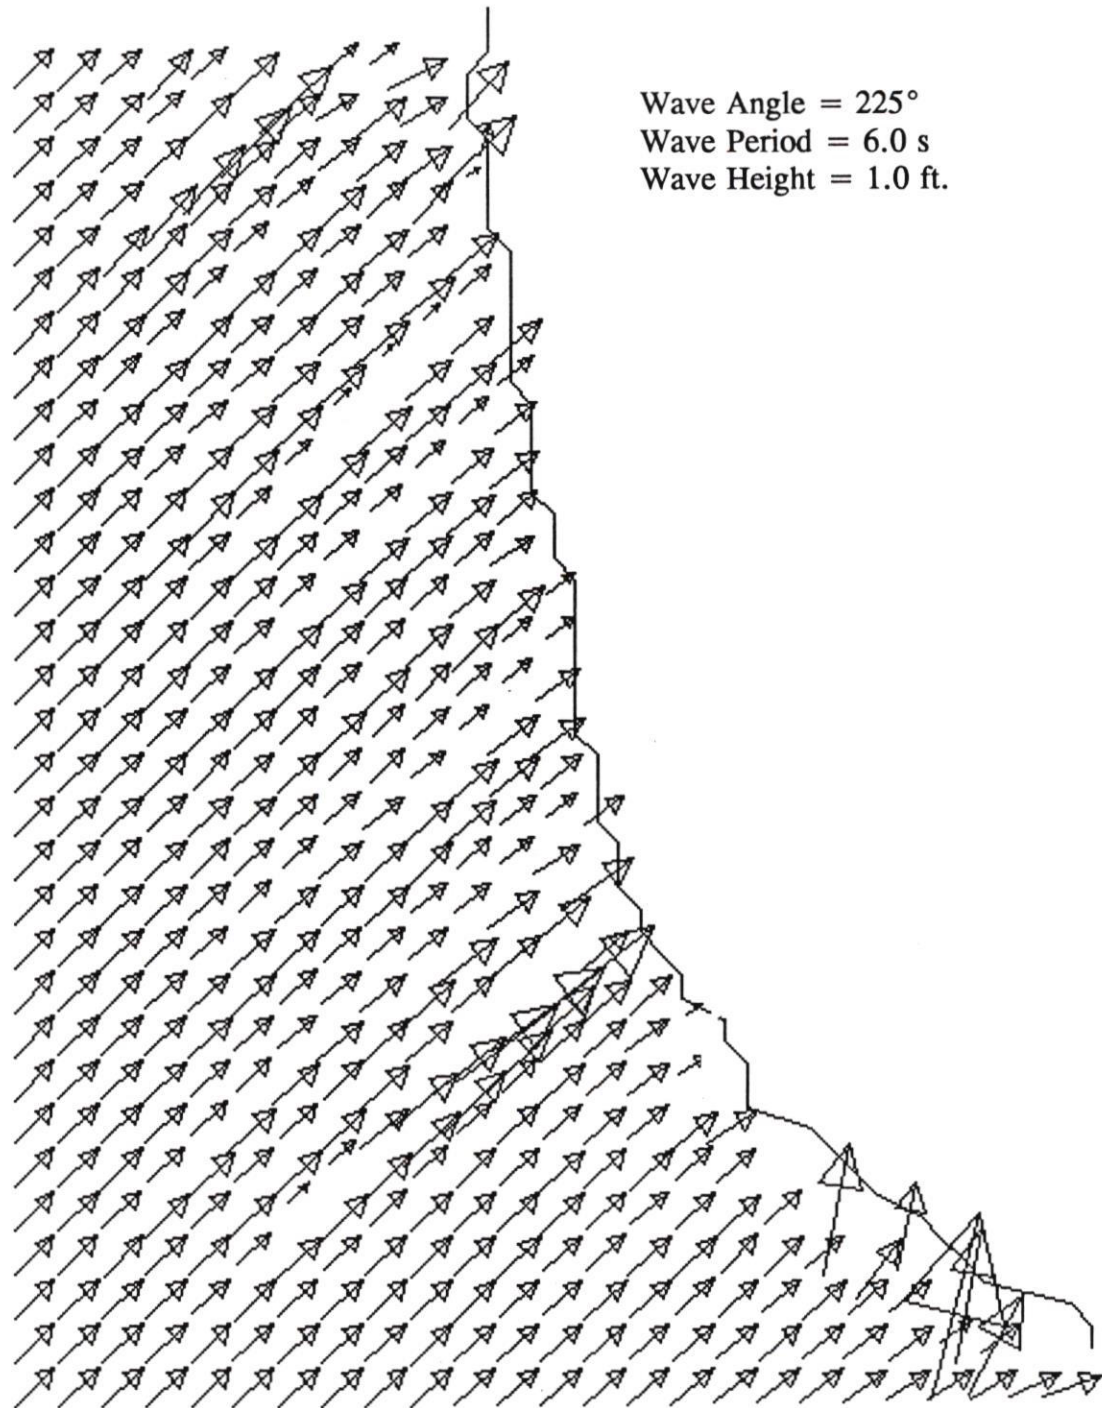 Wave Angle = 225°
Wave Period = 6.0 s
Wave Height = 1.0 ft.